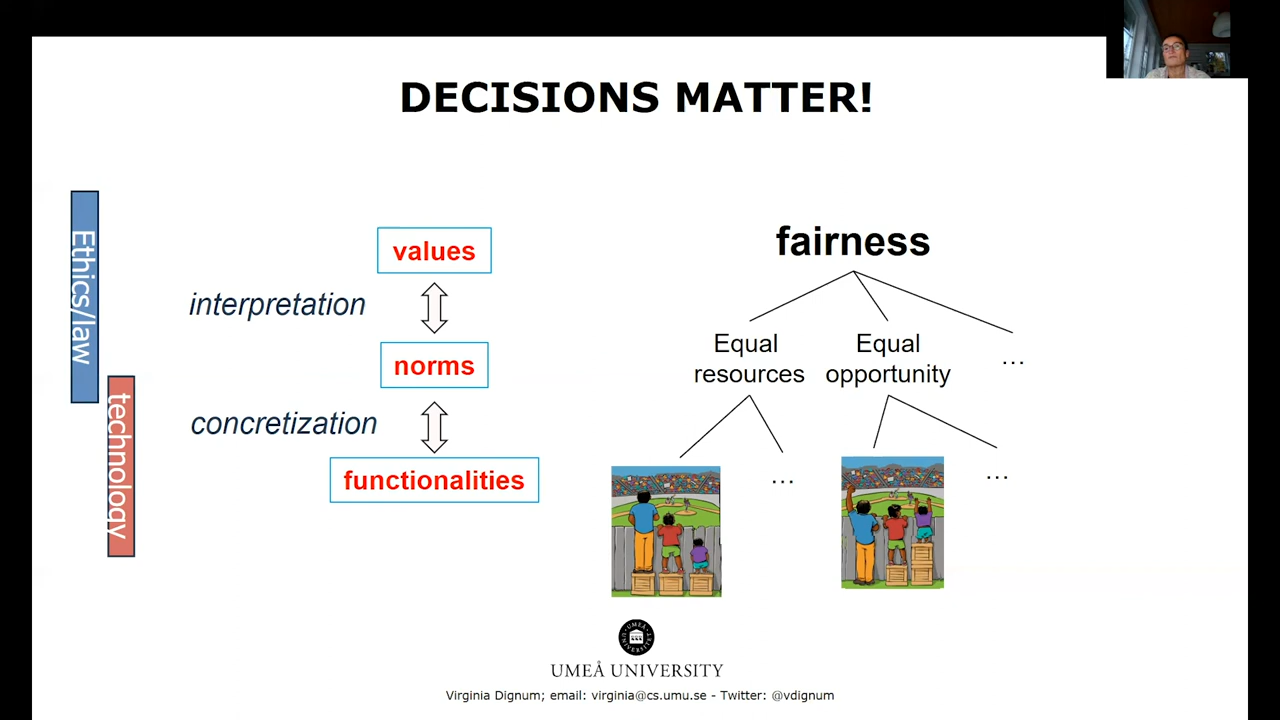 DECISIONS MATTER!
Ethics/law
technology
values
interpretation
norms
concretization
functionalities
fairness
Equal
resources
Equal
opportunity
…
…
…
UMEÅ UNIVERSITY
Virginia Dignum; email: virginia@cs.umu.se - Twitter: @vdignum